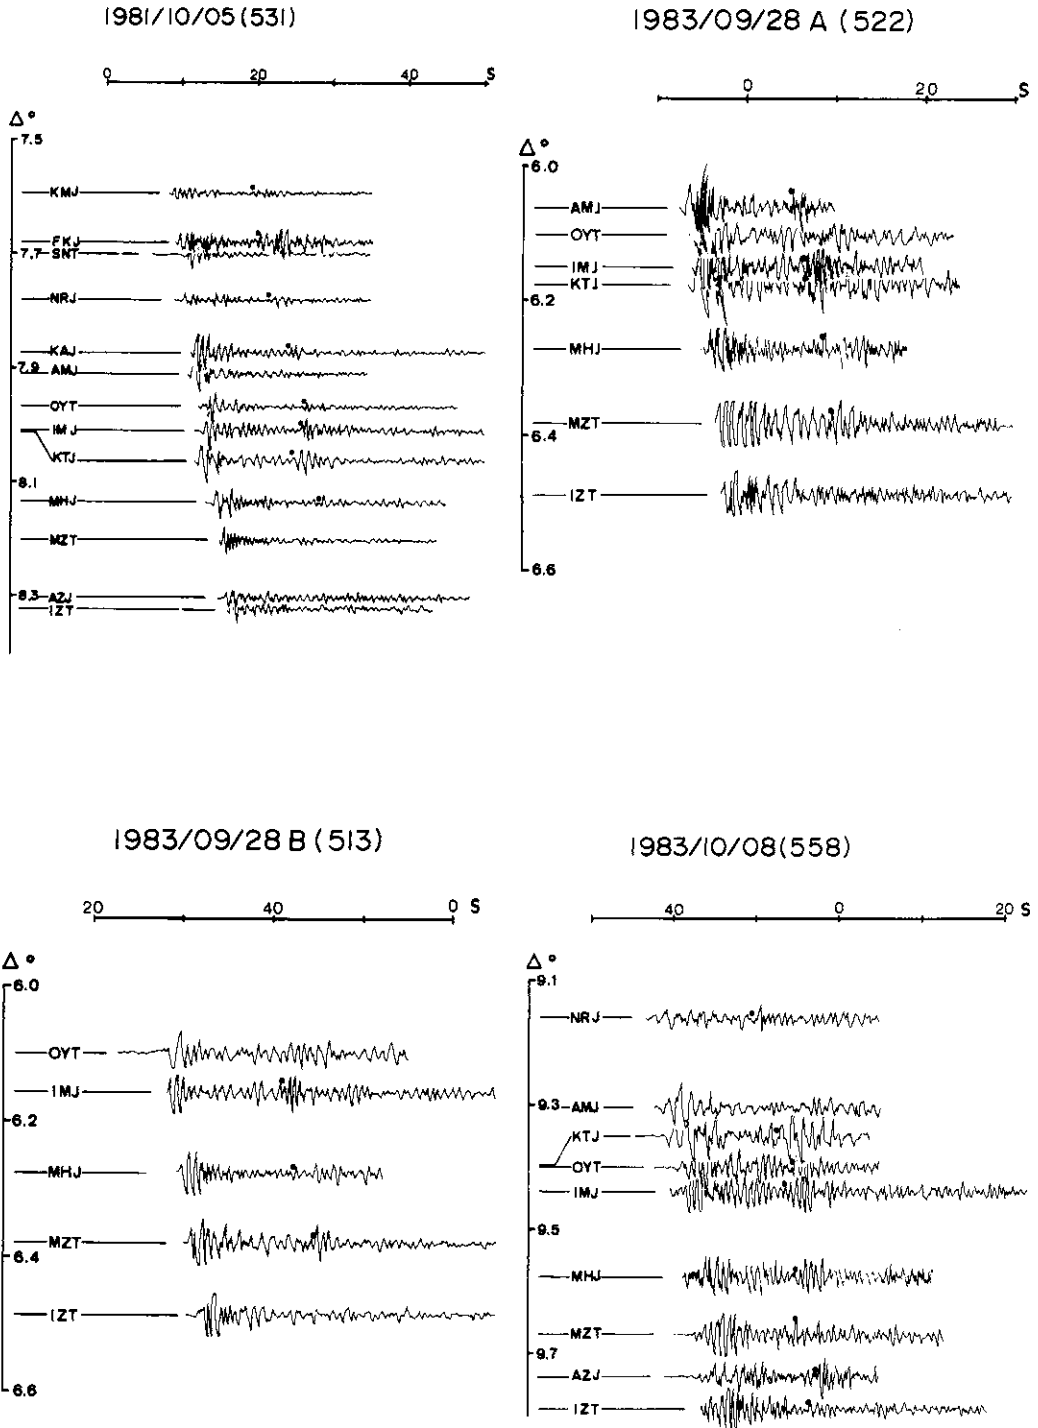 1981/10/05(531)
0 20 40 S
Δ°
7.5
KMJ
FKJ
7.7 SNT
NRJ
KAJ
7.9
AMJ
OYT
IMJ
KTJ
8.1
MHJ
MZT
8.3 AZJ
IZT
1983/09/28 A (522)
0 20 S
Δ°
6.0
AMJ
OYT
IMJ
KTJ
6.2
MHJ
MZT
6.4
IZT
6.6
1983/09/28 B (513)
20 40 0 S
Δ°
6.0
OYT
IMJ
6.2
MHJ
MZT
6.4
IZT
6.6
1983/10/08(558)
40 0 20 S
Δ°
9.1
NRJ
9.3 AMJ
KTJ
OYT
IMJ
9.5
MHJ
MZT
9.7
AZJ
IZT